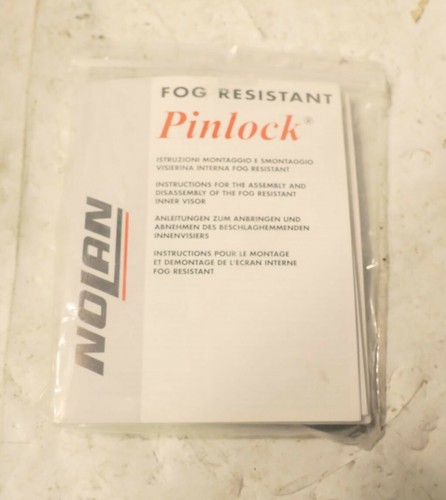 FOG RESISTANT
Pinlock®
ISTRUZIONI MONTAGGIO E SMONTAGGIO
VISIERINA INTERNA FOG RESISTANT
INSTRUCTIONS FOR THE ASSEMBLY AND
DISASSEMBLY OF THE FOG RESISTANT
INNER VISOR
ANLEITUNGEN ZUM ANBRINGEN UND
ABNEHMEN DES BESCHLAGHEMMENDEN
INNENVISIERS
INSTRUCTIONS POUR LE MONTAGE
ET DEMONTAGE DE L'ECRAN INTERNE
FOG RESISTANT
NOLAN